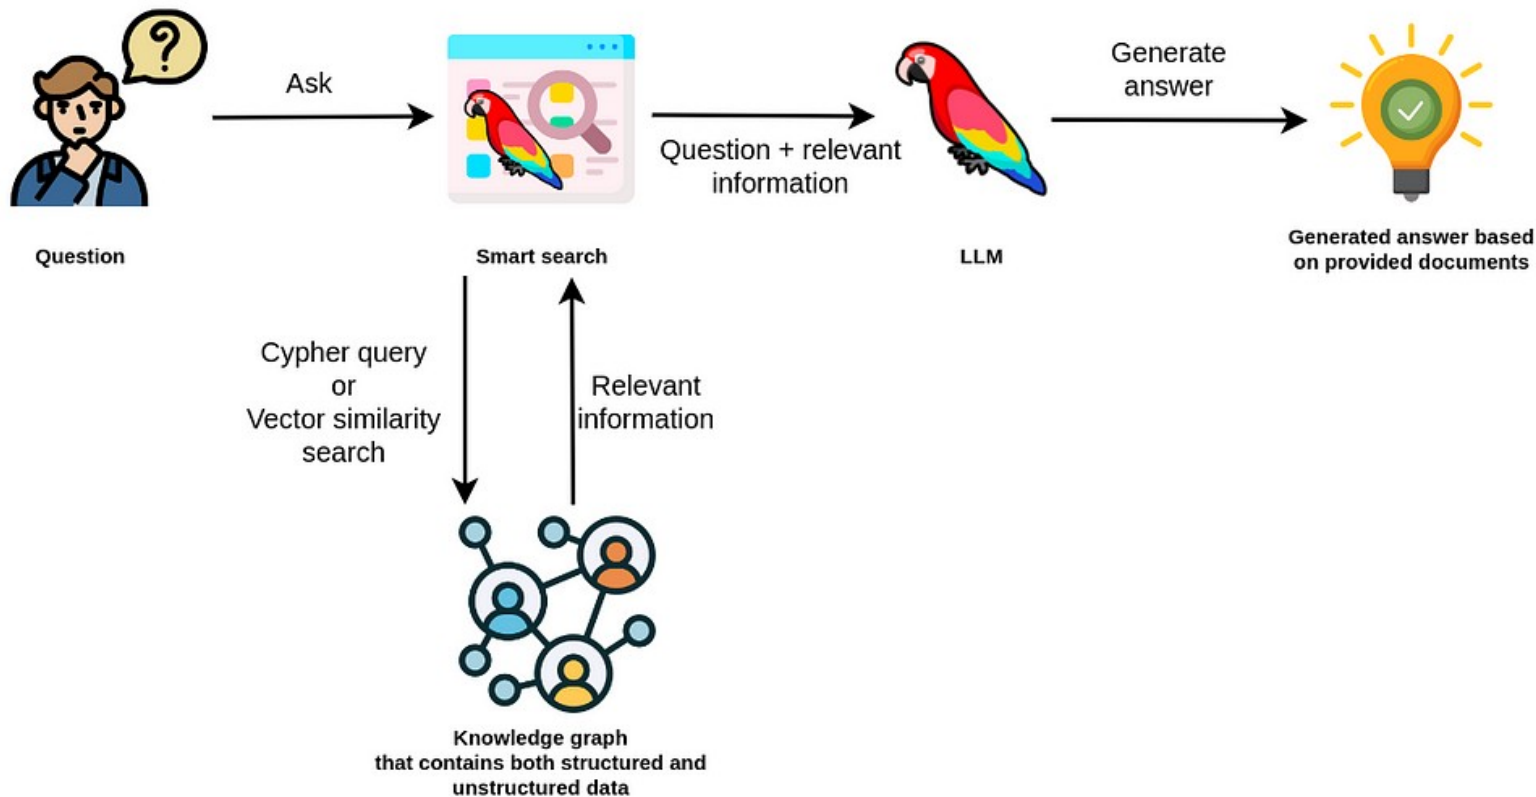 ?
Ask
Generate
answer
Question + relevant
information
Question
Smart search
LLM
Generated answer based
on provided documents
Cypher query
or
Vector similarity
search
Relevant
information
Knowledge graph
that contains both structured and
unstructured data